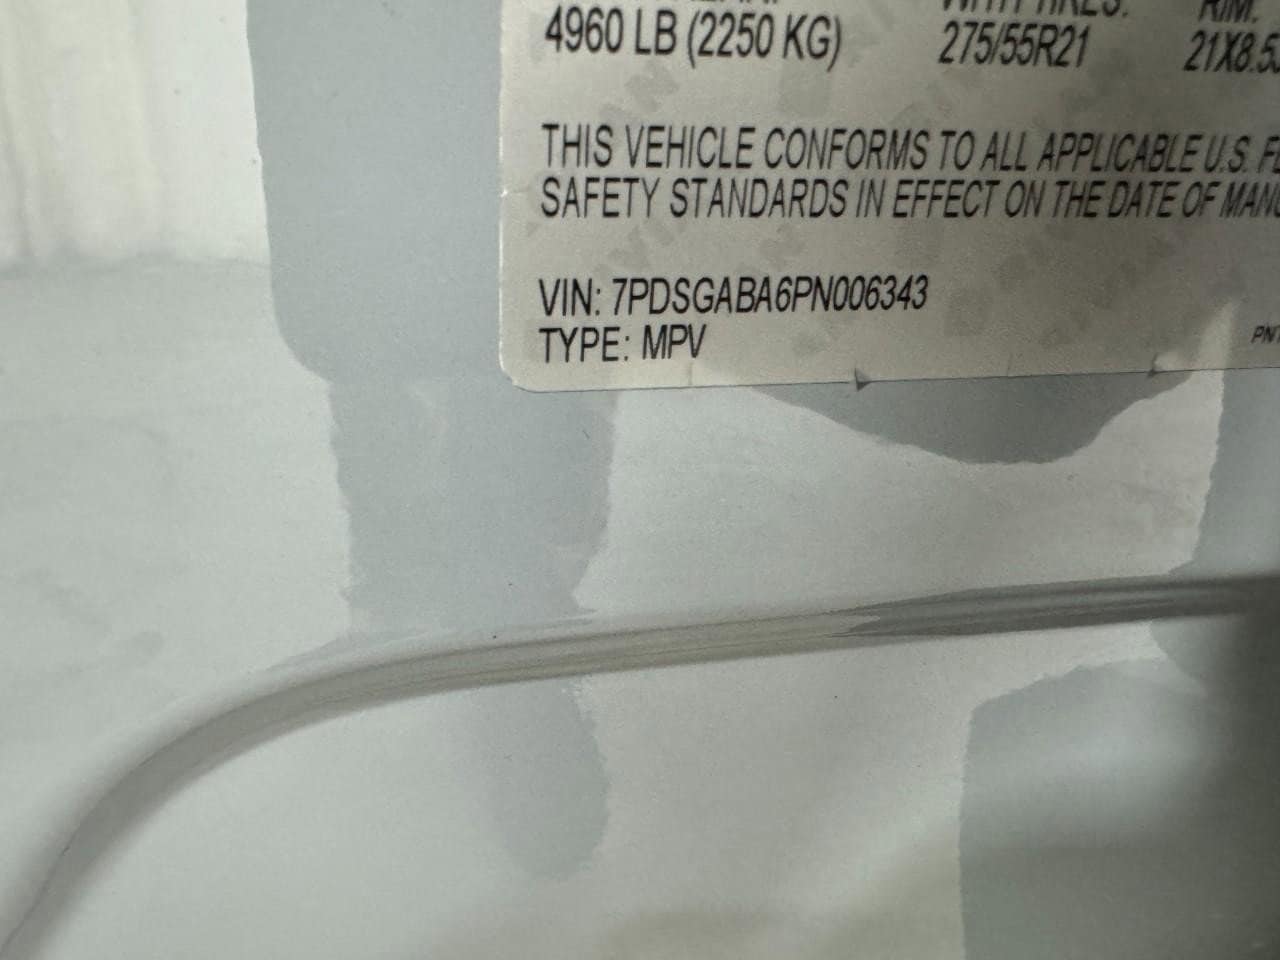 4960 LB (2250 KG) 275/55R21
THIS VEHICLE CONFORMS TO ALL APPLICABLE U.S.
SAFETY STANDARDS IN EFFECT ON THE DATE OF
VIN: 7PDSGABA6PN006343
TYPE: MPV